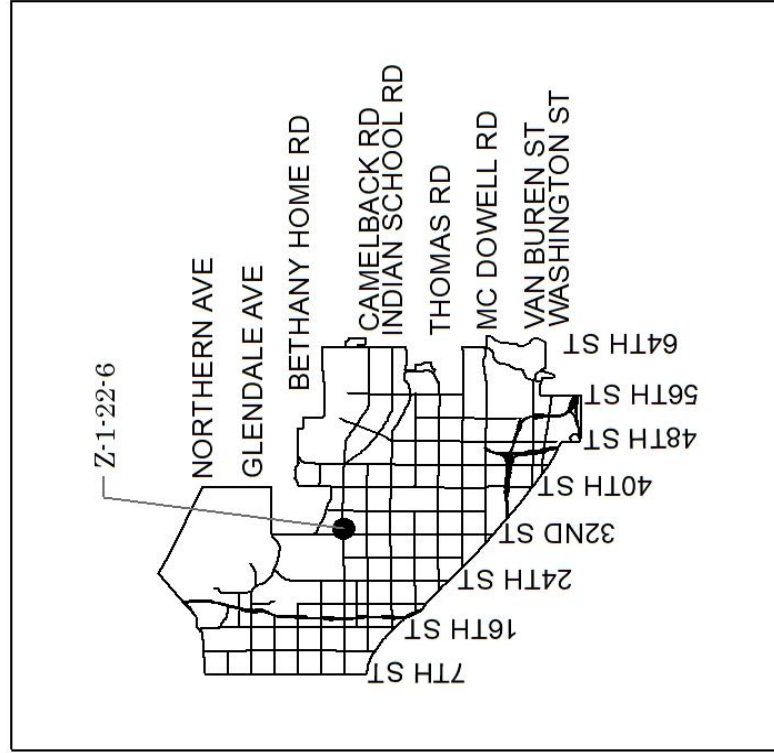 Z-1-22-6
NORTHERN AVE
GLENDALE AVE
BETHANY HOME RD
CAMELBACK RD
INDIAN SCHOOL RD
THOMAS RD
MC DOWELL RD
VAN BUREN ST
WASHINGTON ST
64TH ST
56TH ST
48TH ST
40TH ST
32ND ST
24TH ST
16TH ST
7TH ST